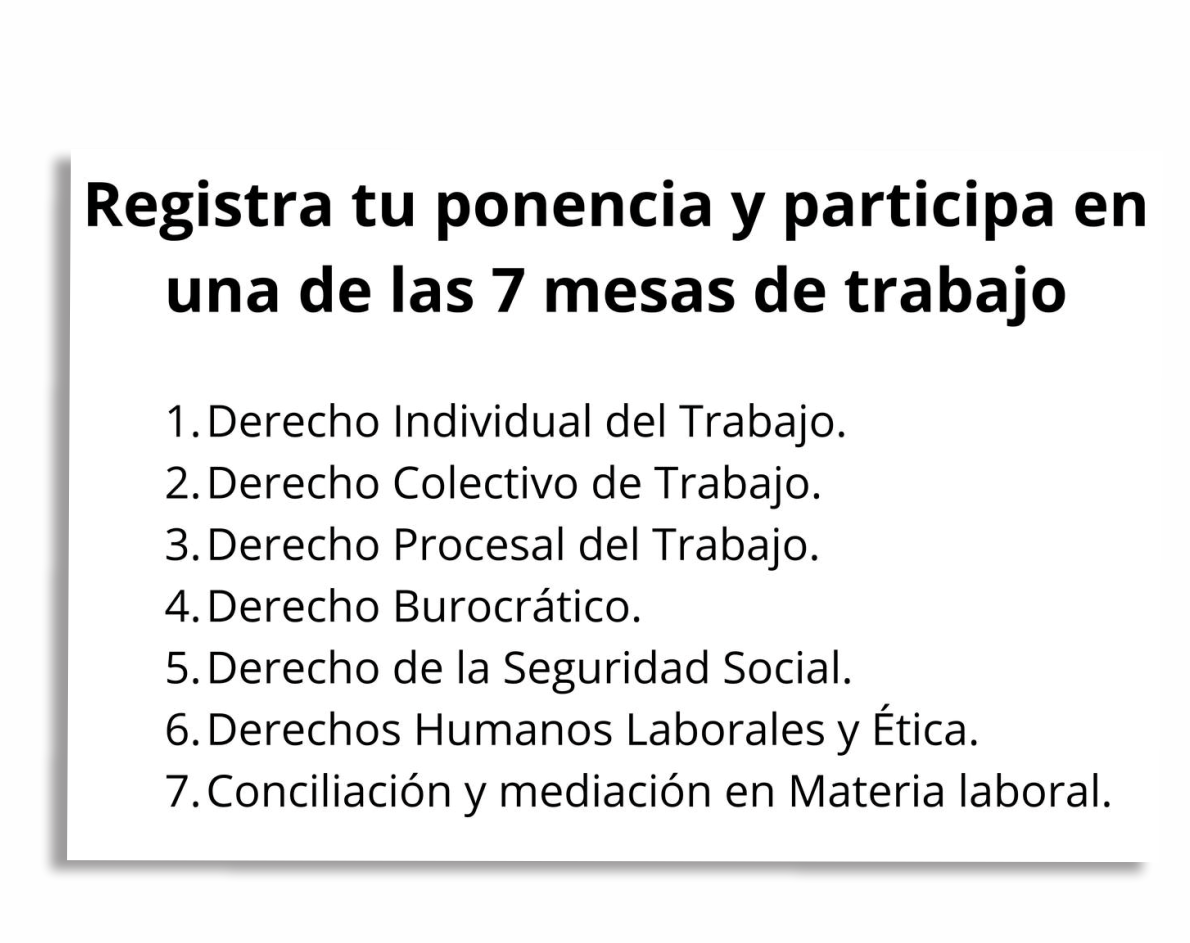 Registra tu ponencia y participa en
una de las 7 mesas de trabajo
1. Derecho Individual del Trabajo.
2. Derecho Colectivo de Trabajo.
3. Derecho Procesal del Trabajo.
4. Derecho Burocrático.
5. Derecho de la Seguridad Social.
6. Derechos Humanos Laborales y Ética.
7. Conciliación y mediación en Materia laboral.